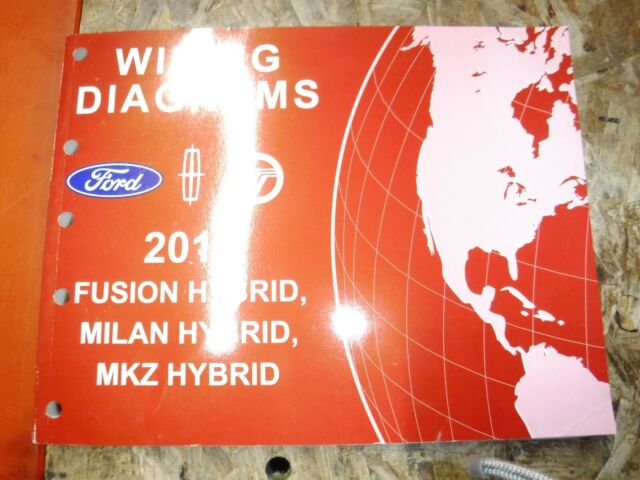 WIRING
DIAGRAMS
Ford
FUSION HYBRID,
MILAN HYBRID,
MKZ HYBRID